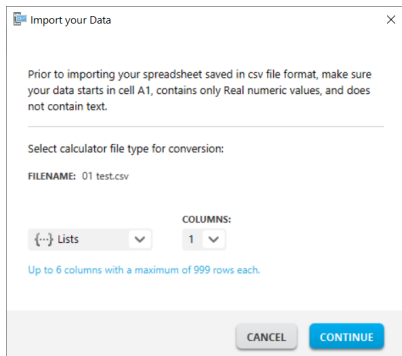 Import your Data
Prior to importing your spreadsheet saved in csv file format, make sure
your data starts in cell A1, contains only Real numeric values, and does
not contain text.
Select calculator file type for conversion:
FILENAME: 01 test.csv
COLUMNS:
{···} Lists 1
Up to 6 columns with a maximum of 999 rows each.
CANCEL CONTINUE